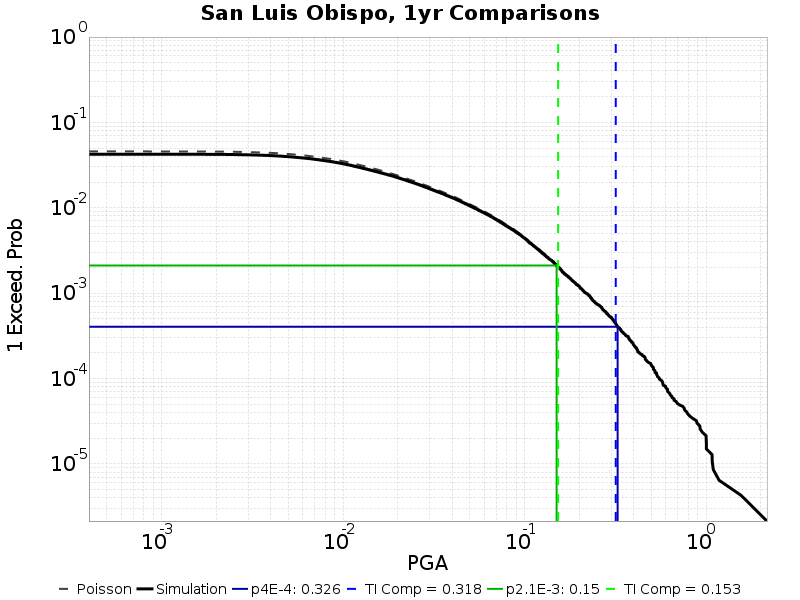 San Luis Obispo, 1yr Comparisons
10^0
10^-1
10^-2
10^-3
10^-4
10^-5
1 Exceed. Prob
10^-3 10^-2 10^-1 10^0
PGA
Poisson Simulation p4E-4: 0.326 TI Comp = 0.318 p2.1E-3: 0.15 TI Comp = 0.153